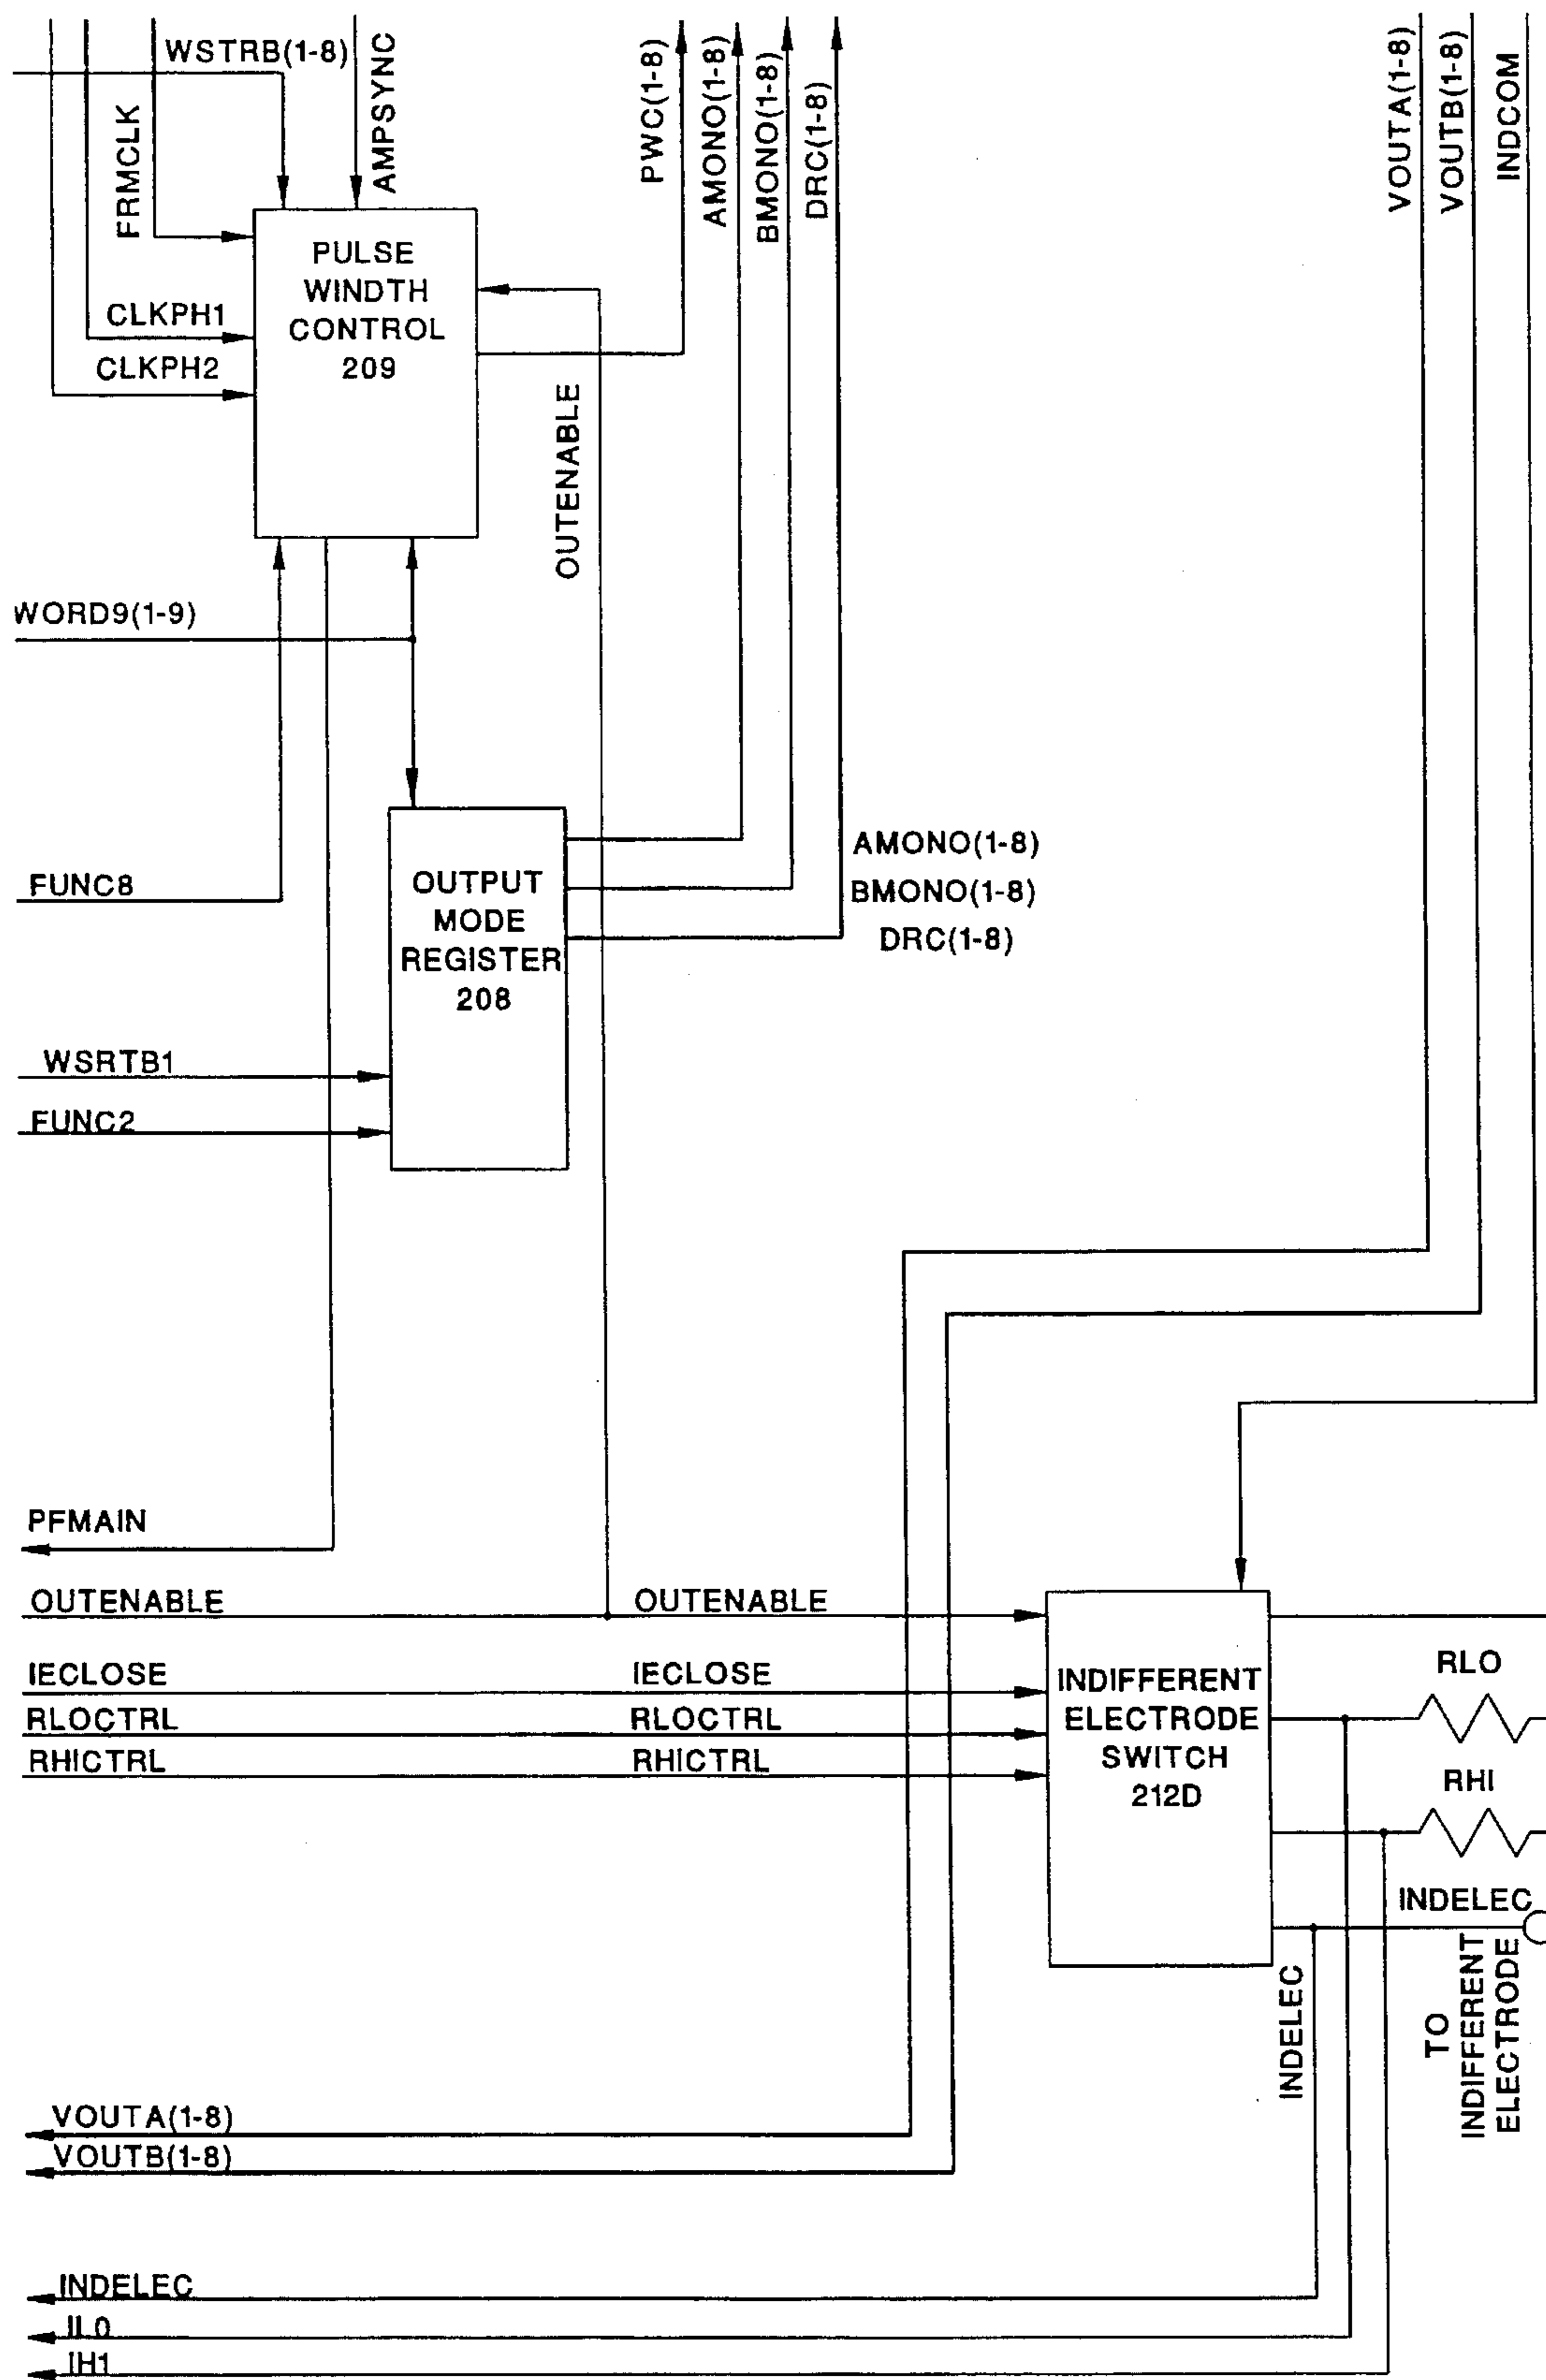 WSTRB(1-8)
AMPSYNC
FRMCLK
PWC(1-8)
AMONO(1-8)
BMONO(1-8)
DRC(1-8)
VOUTA(1-8)
VOUTB(1-8)
INDCOM
PULSE
WINDTH
CONTROL
209
CLKPH1
CLKPH2
OUTENABLE
WORD9(1-9)
FUNC8
OUTPUT
MODE
REGISTER
208
AMONO(1-8)
BMONO(1-8)
DRC(1-8)
WSRTB1
FUNC2
PFMAIN
OUTENABLE
OUTENABLE
IECLOSE
IECLOSE
RLOCTRL
RLOCTRL
RHICTRL
RHICTRL
INDIFFERENT
ELECTRODE
SWITCH
212D
RLO
RHI
INDELEC
INDELEC
TO
INDIFFERENT
ELECTRODE
VOUTA(1-8)
VOUTB(1-8)
INDELEC
IL0
IH1